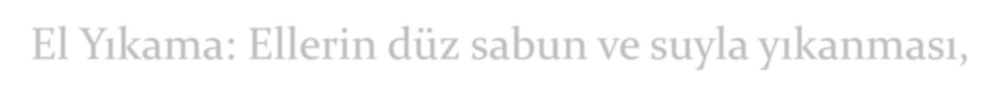 El Yıkama: Ellerin düz sabun ve suyla yıkanması,